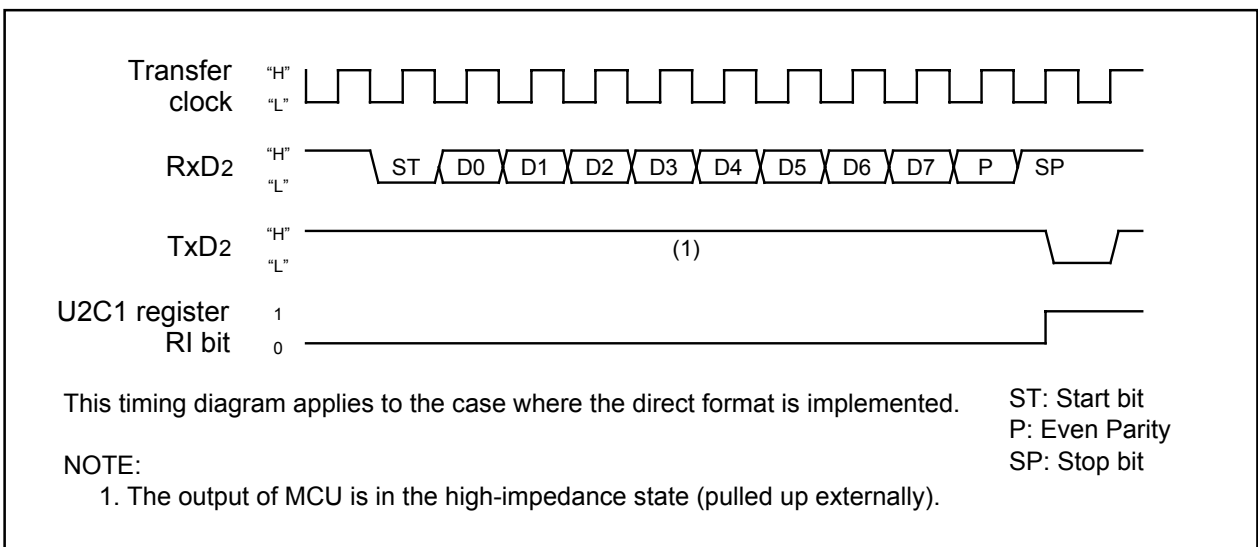 Transfer clock
“H”
“L”
RxD2
“H”
“L”
ST D0 D1 D2 D3 D4 D5 D6 D7 P SP
TxD2
“H”
“L”
(1)
U2C1 register
RI bit
1
0
This timing diagram applies to the case where the direct format is implemented.
ST: Start bit
P: Even Parity
SP: Stop bit
NOTE:
1. The output of MCU is in the high-impedance state (pulled up externally).